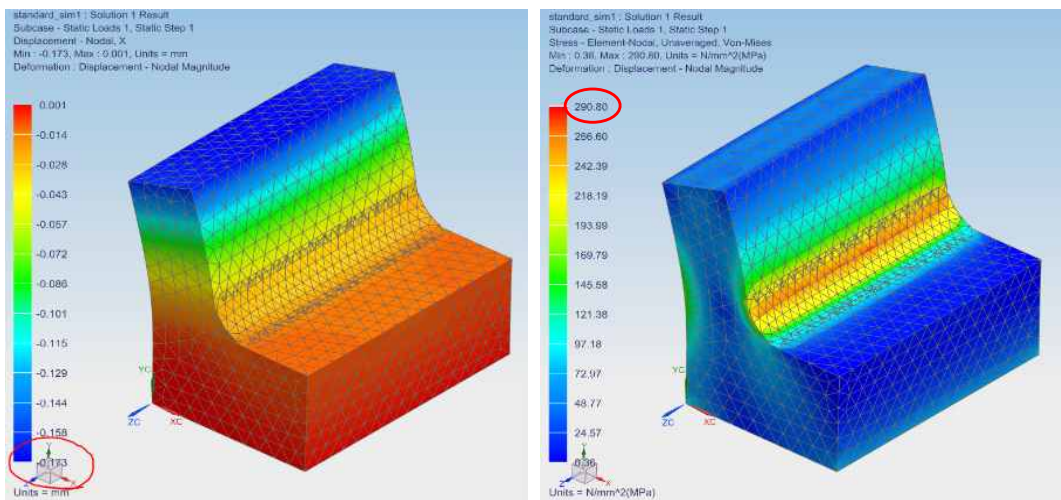 standard_sim1 : Solution 1 Result
Subcase - Static Loads 1, Static Step 1
Displacement - Nodal, X
Min : -0.173, Max : 0.001, Units = mm
Deformation : Displacement - Nodal Magnitude
0.001
-0.014
-0.028
-0.043
-0.057
-0.072
-0.086
-0.101
-0.115
-0.129
-0.144
-0.158
-0.173
YC
ZC
XC
Y
Z
X
Units = mm
standard_sim1 : Solution 1 Result
Subcase - Static Loads 1, Static Step 1
Stress - Element-Nodal, Unaveraged, Von-Mises
Min : 0.36, Max : 290.80, Units = N/mm^2(MPa)
Deformation : Displacement - Nodal Magnitude
290.80
266.60
242.39
218.19
193.99
169.79
145.58
121.38
97.18
72.97
48.77
24.57
0.36
YC
ZC
XC
Y
Z
X
Units = N/mm^2(MPa)